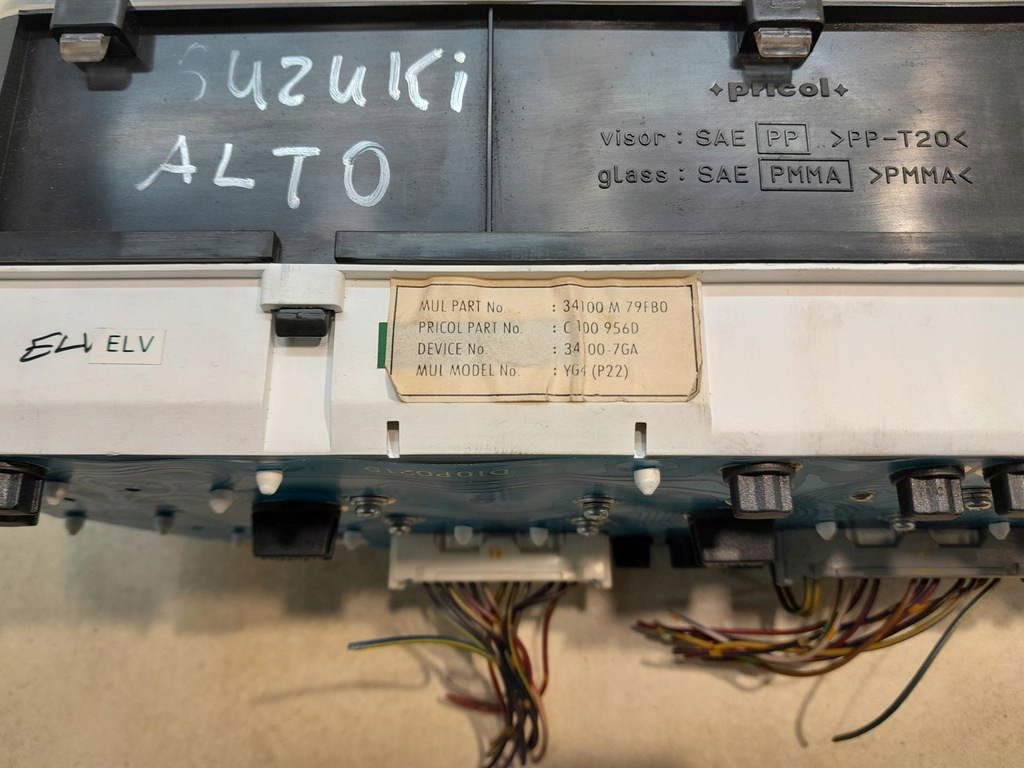 SUZUKi
ALTO
pricol
visor : SAE PP >PP-T20<
glass : SAE PMMA >PMMA<
MUL PART No. : 34100 M 79FB0
PRICOL PART No. : C 100 956D
DEVICE No. : 34100-7GA
MUL MODEL No. : YG4 (P22)
ELV ELV